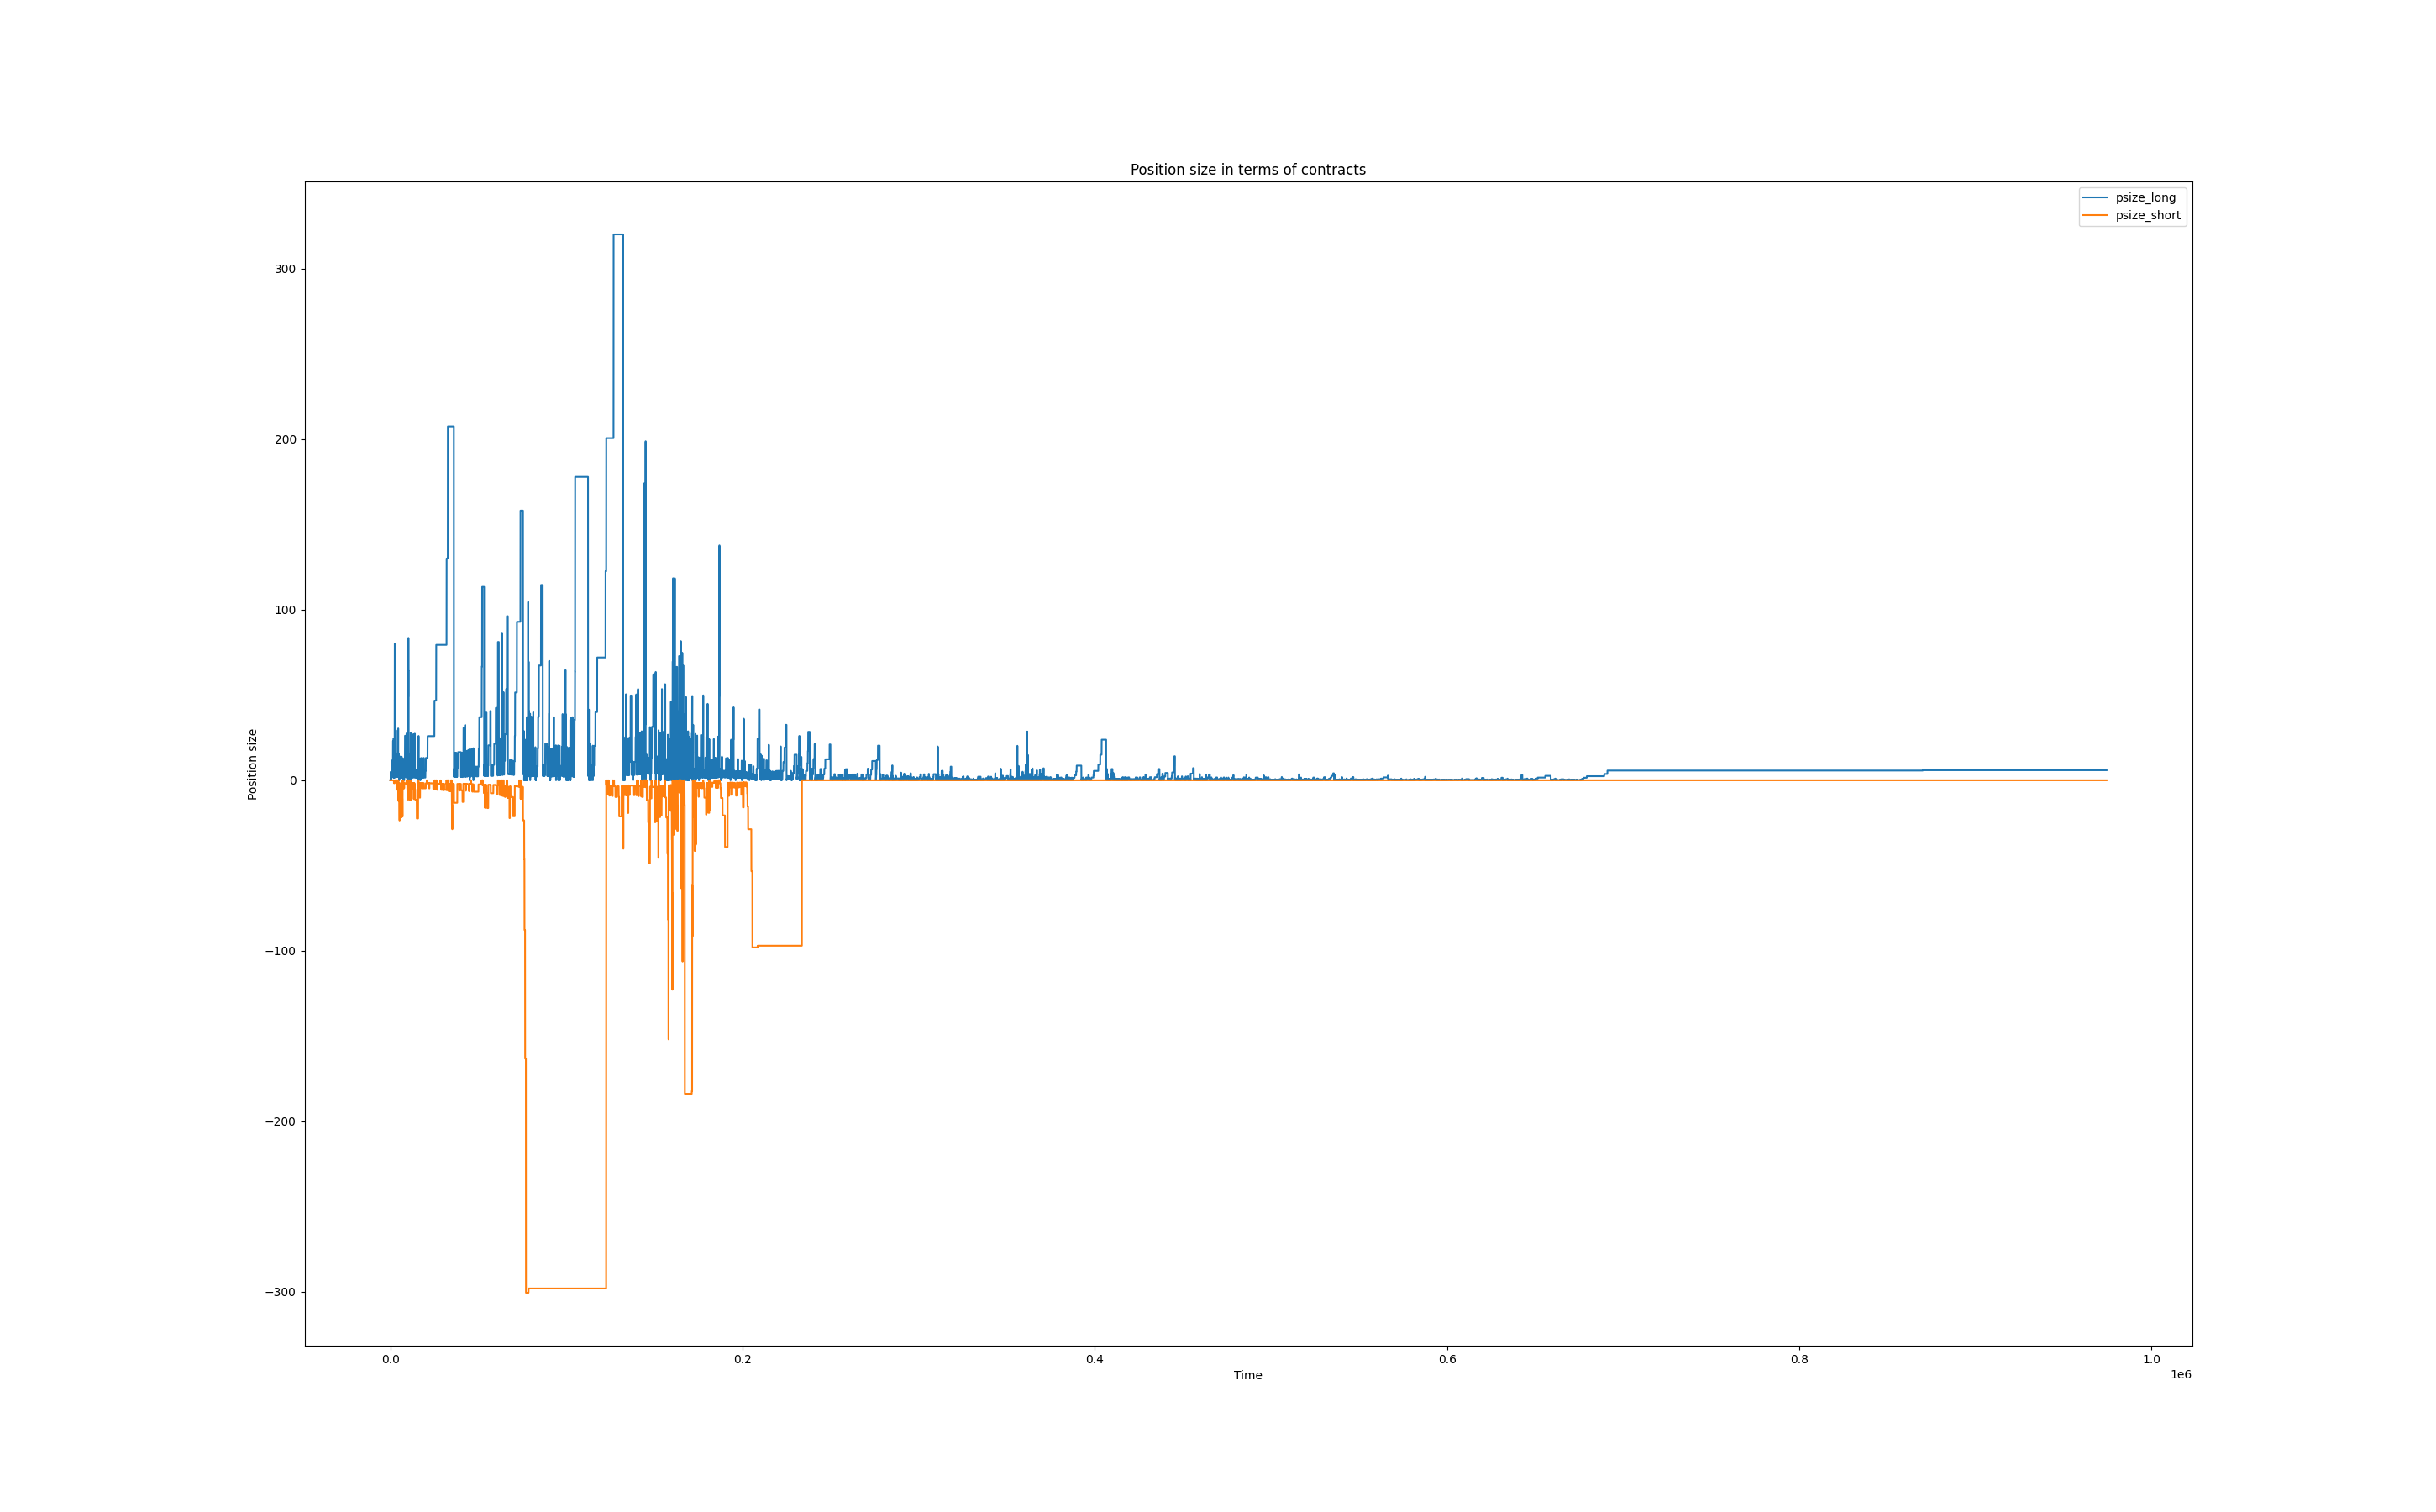 Position size in terms of contracts
psize_long
psize_short
300
200
100
0
−100
−200
−300
Position size
0.0
0.2
0.4
0.6
0.8
1.0
Time
1e6